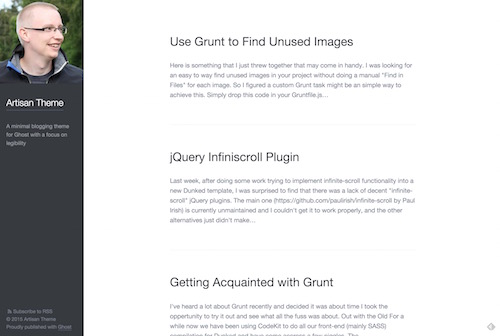 Artisan Theme
A minimal blogging theme
for Ghost with a focus on
legibility
Subscribe to RSS
© 2015 Artisan Theme
Proudly published with Ghost
Use Grunt to Find Unused Images
Here is something that I just threw together that may come in handy. I was looking for
an easy way to find unused images in your project without doing a manual "Find in
Files" for each image. So I figured a custom Grunt task might be an simple way to
achieve this. Simply drop this code in your Gruntfile.js...
jQuery Infiniscroll Plugin
Last week, after doing some work trying to implement infinite-scroll functionality into a
new Dunked template, I was surprised to find that there was a lack of decent "infinite-
scroll" jQuery plugins. The main one (https://github.com/paulirish/infinite-scroll by Paul
Irish) is currently unmaintained and I couldn't get it to work properly, and the other
alternatives just didn't make...
Getting Acquainted with Grunt
I've heard a lot about Grunt recently and decided it was about time I took the
opportunity to try it out and see what all the fuss was about. Out with the Old For a
while now we have been using CodeKit to do all our front-end (mainly SASS)